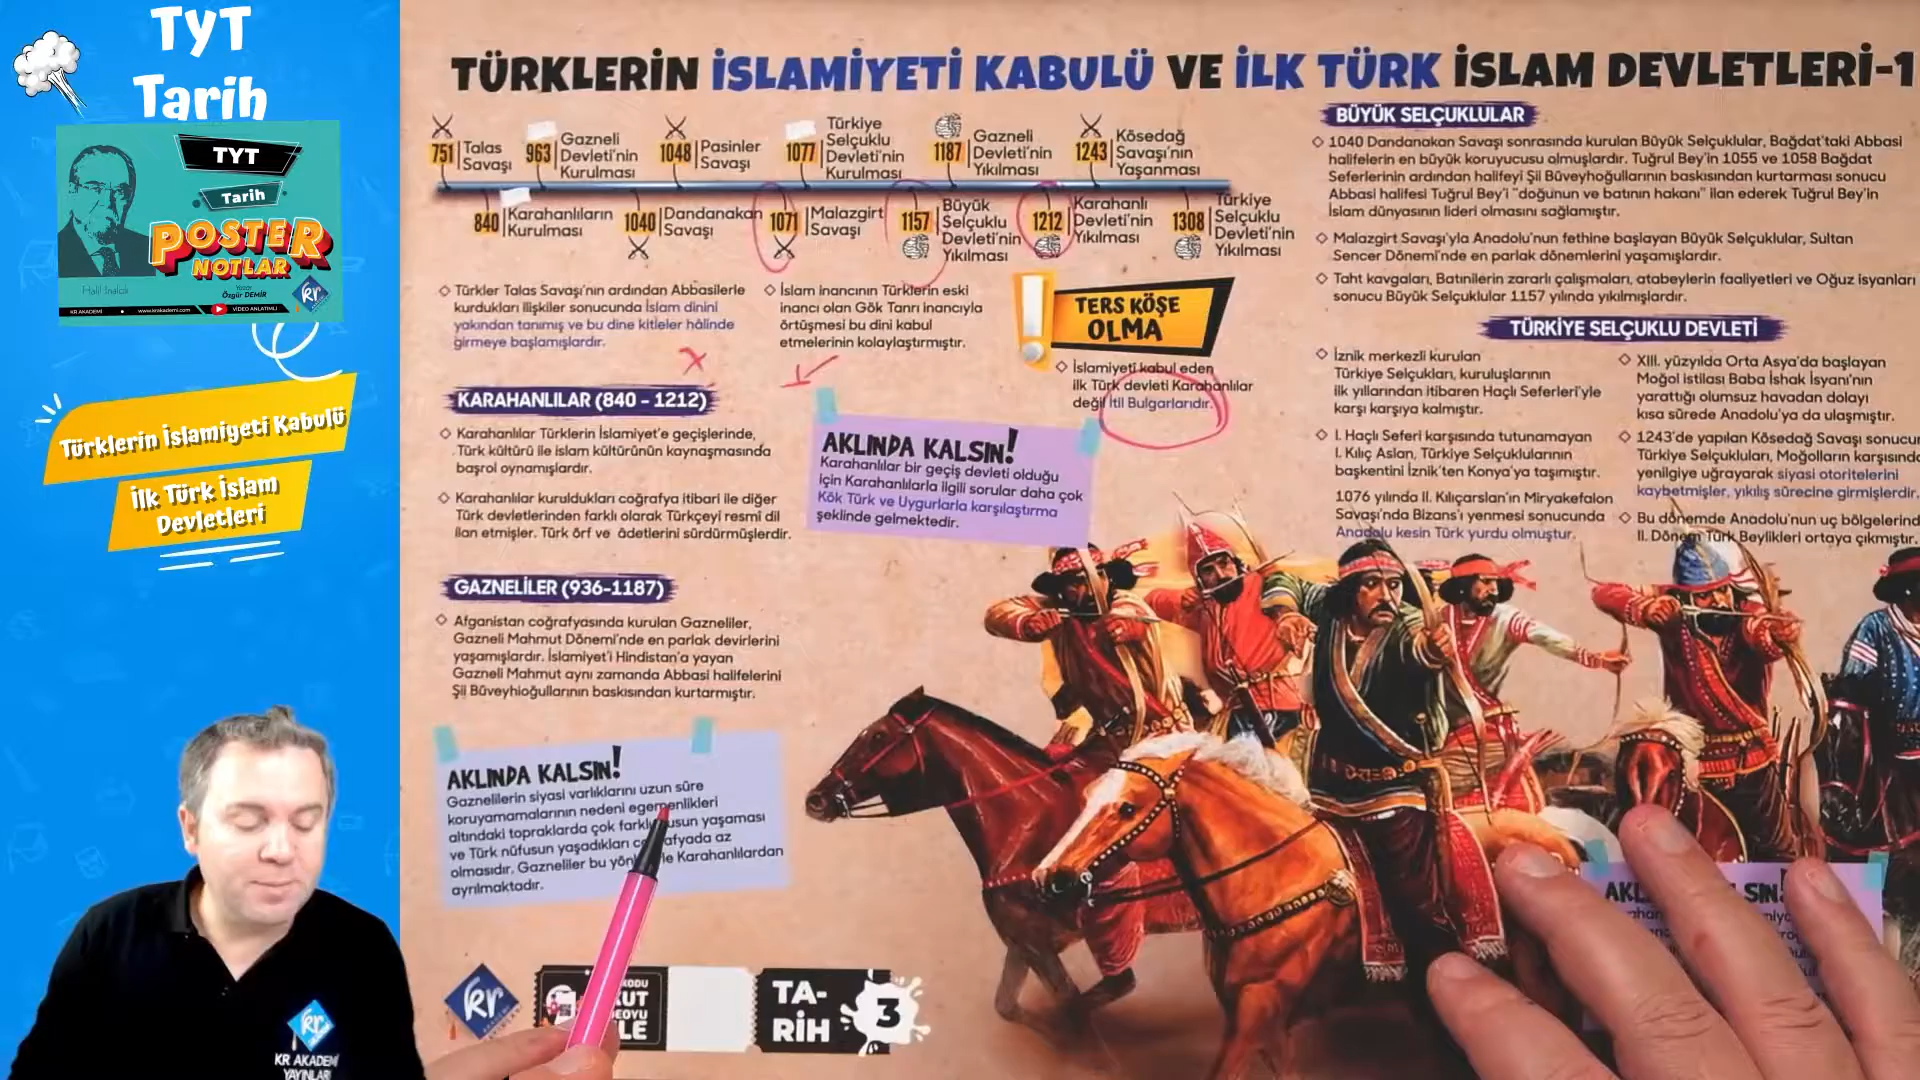 TyT
Tarih
TYT
Tarih
POSTER
NOTLAR
Halil İnalcık
Yazar
Özgür DEMİR
KR AKADEMİ
www.krakademi.com
VİDEO ANLATIMLI
Türklerin İslamiyeti Kabulü
İlk Türk İslam
Devletleri
KR AKADEMİ
YAYINLARI
TÜRKLERİN İSLAMİYETİ KABULÜ VE İLK TÜRK İSLAM DEVLETLERİ-1
751 Talas
Savaşı
963 Gazneli
Devleti'nin
Kurulması
1048 Pasinler
Savaşı
1077 Türkiye
Selçuklu
Devleti'nin
Kurulması
1187 Gazneli
Devleti'nin
Yıkılması
1243 Kösedağ
Savaşı'nın
Yaşanması
840 Karahanlıların
Kurulması
1040 Dandanakan
Savaşı
1071 Malazgirt
Savaşı
1157 Büyük
Selçuklu
Devleti'nin
Yıkılması
1212 Karahanlı
Devleti'nin
Yıkılması
1308 Türkiye
Selçuklu
Devleti'nin
Yıkılması
Türkler Talas Savaşı'nın ardından Abbasilerle
kurdukları ilişkiler sonucunda İslam dinini
yakından tanımış ve bu dine kitleler hâlinde
girmeye başlamışlardır.
İslam inancının Türklerin eski
inancı olan Gök Tanrı inancıyla
örtüşmesi bu dini kabul
etmelerinin kolaylaştırmıştır.
TERS KÖŞE
OLMA
İslamiyeti kabul eden
ilk Türk devleti Karahanlılar
değil İtil Bulgarlarıdır.
KARAHANLILAR (840 - 1212)
Karahanlılar Türklerin İslamiyet'e geçişlerinde,
Türk kültürü ile islam kültürünün kaynaşmasında
başrol oynamışlardır.
Karahanlılar kuruldukları coğrafya itibari ile diğer
Türk devletlerinden farklı olarak Türkçeyi resmî dil
ilan etmişler. Türk örf ve âdetlerini sürdürmüşlerdir.
AKLINDA KALSIN!
Karahanlılar bir geçiş devleti olduğu
için Karahanlılarla ilgili sorular daha çok
Kök Türk ve Uygurlarla karşılaştırma
şeklinde gelmektedir.
GAZNELİLER (936-1187)
Afganistan coğrafyasında kurulan Gazneliler,
Gazneli Mahmut Dönemi'nde en parlak devirlerini
yaşamışlardır. İslamiyet'i Hindistan'a yayan
Gazneli Mahmut aynı zamanda Abbasi halifelerini
Şii Büveyhioğullarının baskısından kurtarmıştır.
AKLINDA KALSIN!
Gaznelilerin siyasi varlıklarını uzun süre
koruyamamalarının nedeni egemenlikleri
altındaki topraklarda çok farklı yaşaması
ve Türk nüfusun yaşadıkları az
olmasıdır. Gazneliler bu Karahanlılardan
ayrılmaktadır.
BÜYÜK SELÇUKLULAR
1040 Dandanakan Savaşı sonrasında kurulan Büyük Selçuklular, Bağdat'taki Abbasi
halifelerin en büyük koruyucusu olmuşlardır. Tuğrul Bey'in 1055 ve 1058 Bağdat
Seferlerinin ardından halifeyi Şii Büveyhoğullarının baskısından kurtarması sonucu
Abbasi halifesi Tuğrul Bey'i "doğunun ve batının hakanı" ilan ederek Tuğrul Bey'in
İslam dünyasının lideri olmasını sağlamıştır.
Malazgirt Savaşı'yla Anadolu'nun fethine başlayan Büyük Selçuklular, Sultan
Sencer Dönemi'nde en parlak dönemlerini yaşamışlardır.
Taht kavgaları, Batınilerin zararlı çalışmaları, atabeylerin faaliyetleri ve Oğuz isyanları
sonucu Büyük Selçuklular 1157 yılında yıkılmışlardır.
TÜRKİYE SELÇUKLU DEVLETİ
İznik merkezli kurulan
Türkiye Selçukları, kuruluşlarının
ilk yıllarından itibaren Haçlı Seferleri'yle
karşı karşıya kalmıştır.
I. Haçlı Seferi karşısında tutunamayan
I. Kılıç Aslan, Türkiye Selçuklularının
başkentini İznik'ten Konya'ya taşımıştır.
1076 yılında II. Kılıçarslan'ın Miryakefalon
Savaşı'nda Bizans'ı yenmesi sonucunda
Anadolu kesin Türk yurdu olmuştur.
XIII. yüzyılda Orta Asya'da başlayan
Moğol istilası Baba İshak İsyanı'nın
yarattığı olumsuz havadan dolayı
kısa sürede Anadolu'ya da ulaşmıştır.
1243'de yapılan Kösedağ Savaşı sonucu
Türkiye Selçukluları, Moğolların karşısında
yenilgiye uğrayarak siyasi otoritelerini
kaybetmişler, yıkılış sürecine girmişlerdir.
Bu dönemde Anadolu'nun uç bölgelerind
II. Dönem Türk Beylikleri ortaya çıkmıştır.
kr
TA-
RİH
3